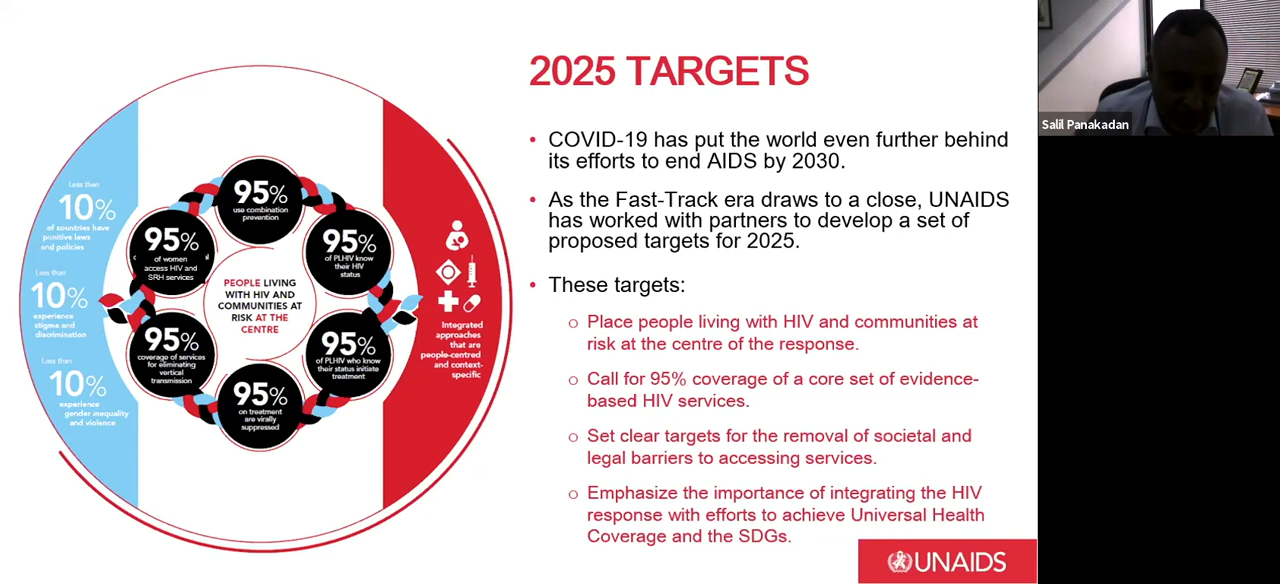 2025 TARGETS
• COVID-19 has put the world even further behind
its efforts to end AIDS by 2030.
• As the Fast-Track era draws to a close, UNAIDS
has worked with partners to develop a set of
proposed targets for 2025.
• These targets:
o Place people living with HIV and communities at
risk at the centre of the response.
o Call for 95% coverage of a core set of evidence-
based HIV services.
o Set clear targets for the removal of societal and
legal barriers to accessing services.
o Emphasize the importance of integrating the HIV
response with efforts to achieve Universal Health
Coverage and the SDGs.
UNAIDS
Less then
10%
of countries have
punitive laws
and policies
Less than
10%
experience
stigma and
discrimination
Less than
10%
experience
gender inequality
and violence
95%
use combination
prevention
95%
of PLHIV know
their HIV
status
95%
of PLHIV who know
their status initiate
treatment
95%
on treatment
are virally
suppressed
95%
coverage of services
for eliminating
vertical
transmission
95%
of women
access HIV and
SRH services
PEOPLE LIVING
WITH HIV AND
COMMUNITIES AT
RISK AT THE
CENTRE
Integrated
approaches
that are
people-centred
and context-
specific
Salil Panakadan